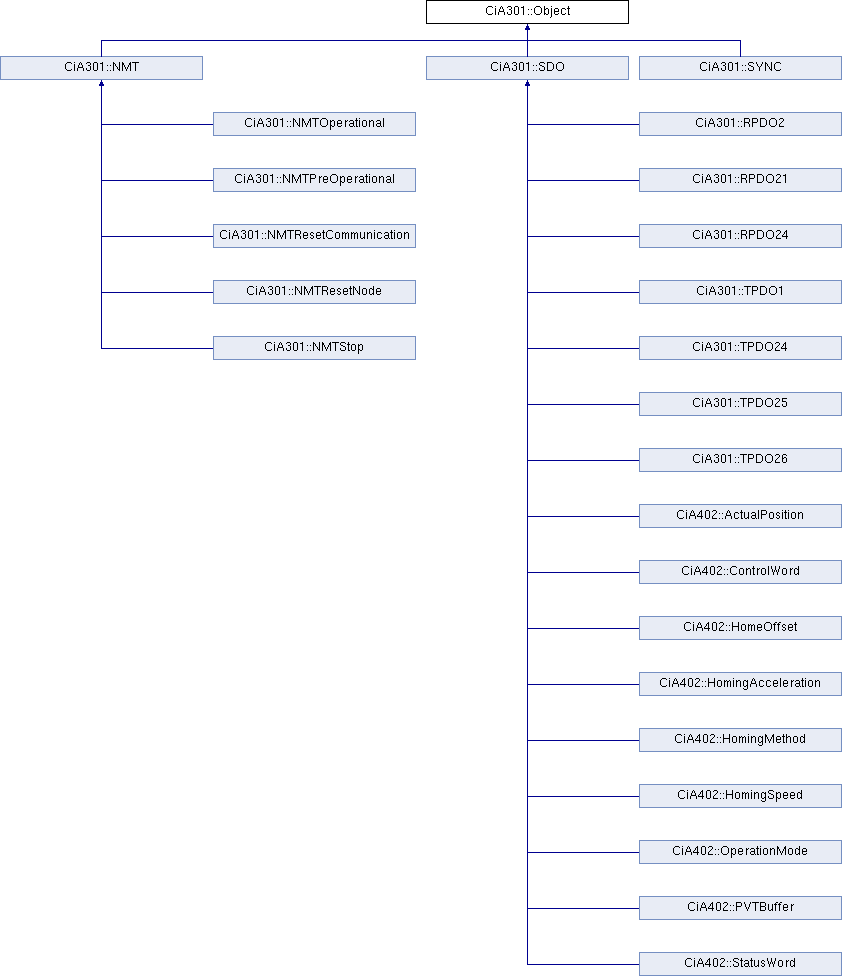 CiA301::Object
CiA301::NMT
CiA301::SDO
CiA301::SYNC
CiA301::NMTOperational
CiA301::RPDO2
CiA301::NMTPreOperational
CiA301::RPDO21
CiA301::NMTResetCommunication
CiA301::RPDO24
CiA301::NMTResetNode
CiA301::TPDO1
CiA301::NMTStop
CiA301::TPDO24
CiA301::TPDO25
CiA301::TPDO26
CiA402::ActualPosition
CiA402::ControlWord
CiA402::HomeOffset
CiA402::HomingAcceleration
CiA402::HomingMethod
CiA402::HomingSpeed
CiA402::OperationMode
CiA402::PVTBuffer
CiA402::StatusWord